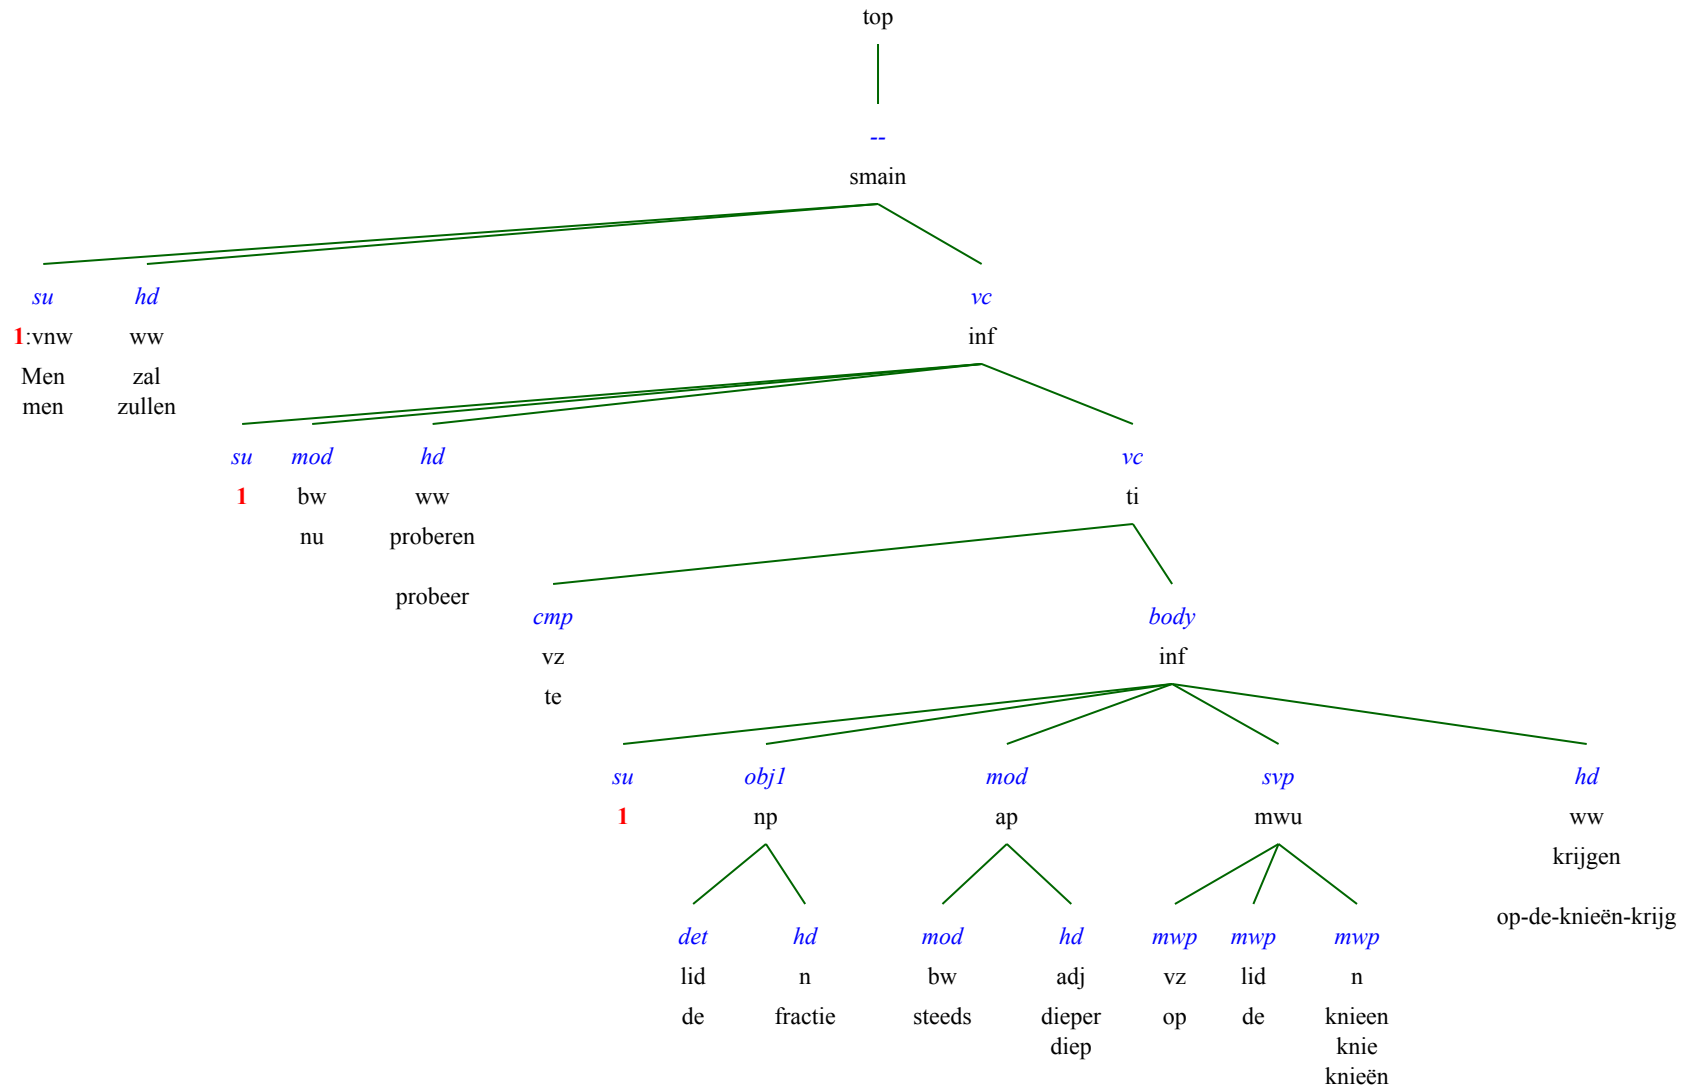 top
--
smain
su hd vc
1:vnw ww inf
Men zal
men zullen
su mod hd vc
1 bw ww ti
nu proberen
probeer
cmp body
vz inf
te
su obj1 mod svp hd
1 np ap mwu ww
krijgen
op-de-knieën-krijg
det hd mod hd mwp mwp mwp
lid n bw adj vz lid n
de fractie steeds dieper op de knieen
diep knie
knieën